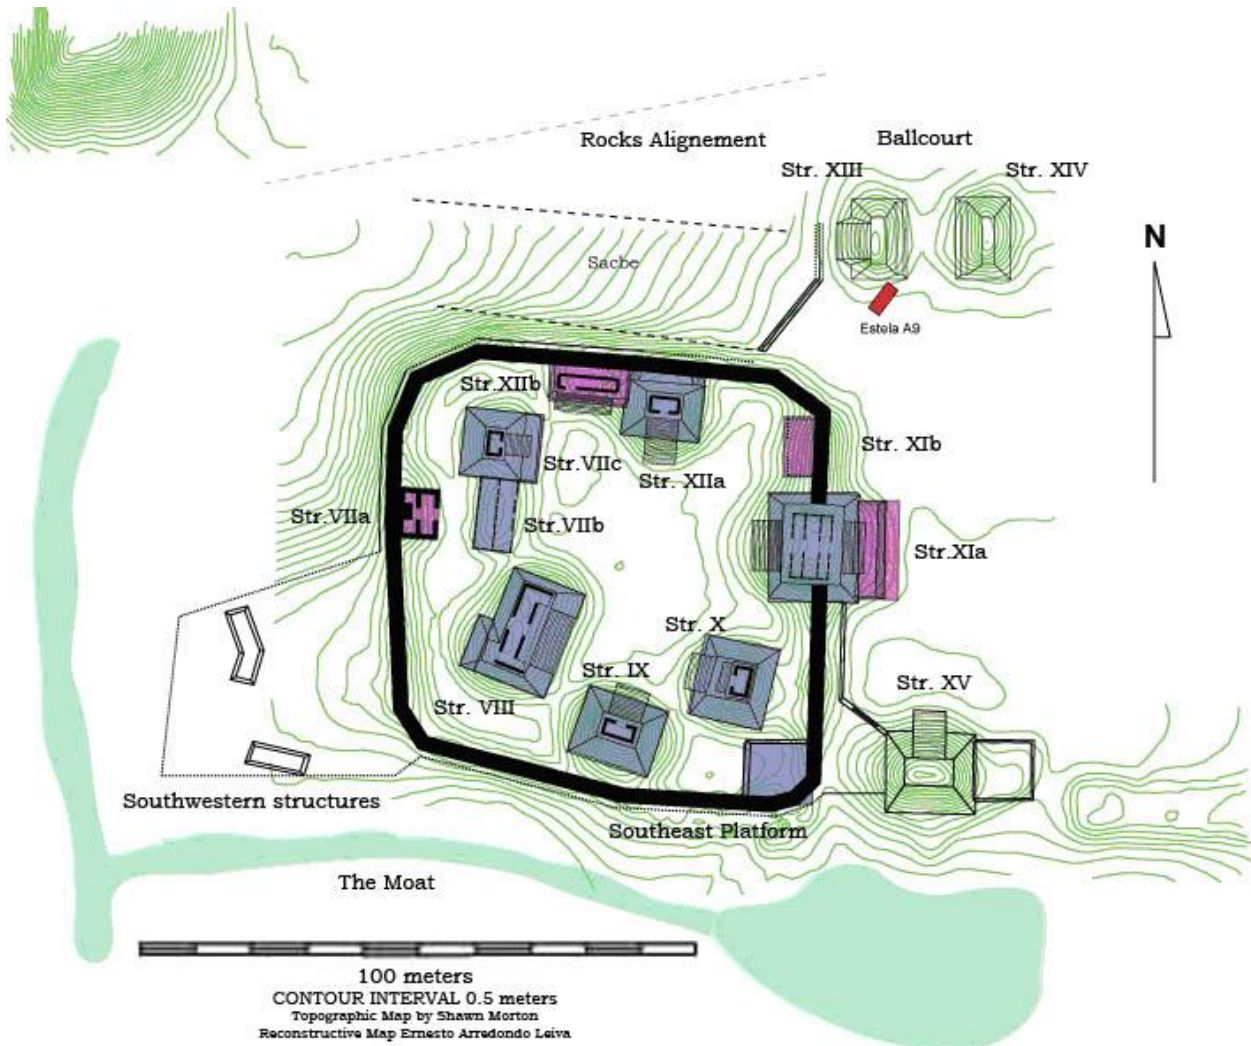 Rocks Alignement
Ballcourt
Str. XIII
Str. XIV
N
Sacbe
Estela A9
Str.XIIb
Str. XIb
Str.VIIc
Str. XIIa
Str.VIIa
Str.VIIb
Str.XIa
Str. X
Str. IX
Str. XV
Str. VIII
Southwestern structures
Southeast Platform
The Moat
100 meters
CONTOUR INTERVAL 0.5 meters
Topographic Map by Shawn Morton
Reconstructive Map Ernesto Arredondo Leiva